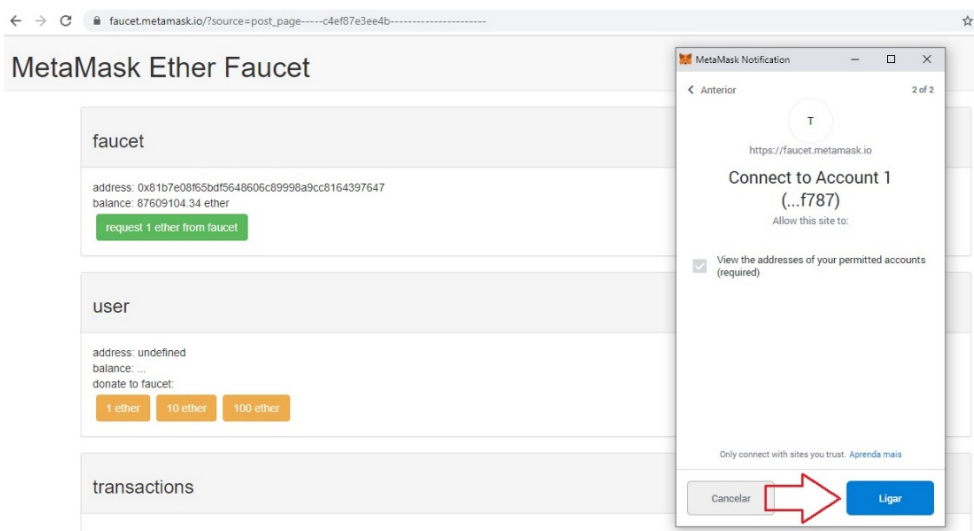 faucet.metamask.io/?source=post_page-----c4ef87e3ee4b----------------------
MetaMask Ether Faucet
faucet
address: 0x81b7e08f65bdf5648606c89998a9cc8164397647
balance: 87609104.34 ether
request 1 ether from faucet
user
address: undefined
balance: ...
donate to faucet:
1 ether 10 ether 100 ether
transactions
MetaMask Notification
Anterior 2 of 2
T
https://faucet.metamask.io
Connect to Account 1
(...f787)
Allow this site to:
View the addresses of your permitted accounts
(required)
Only connect with sites you trust. Aprenda mais
Cancelar Ligar